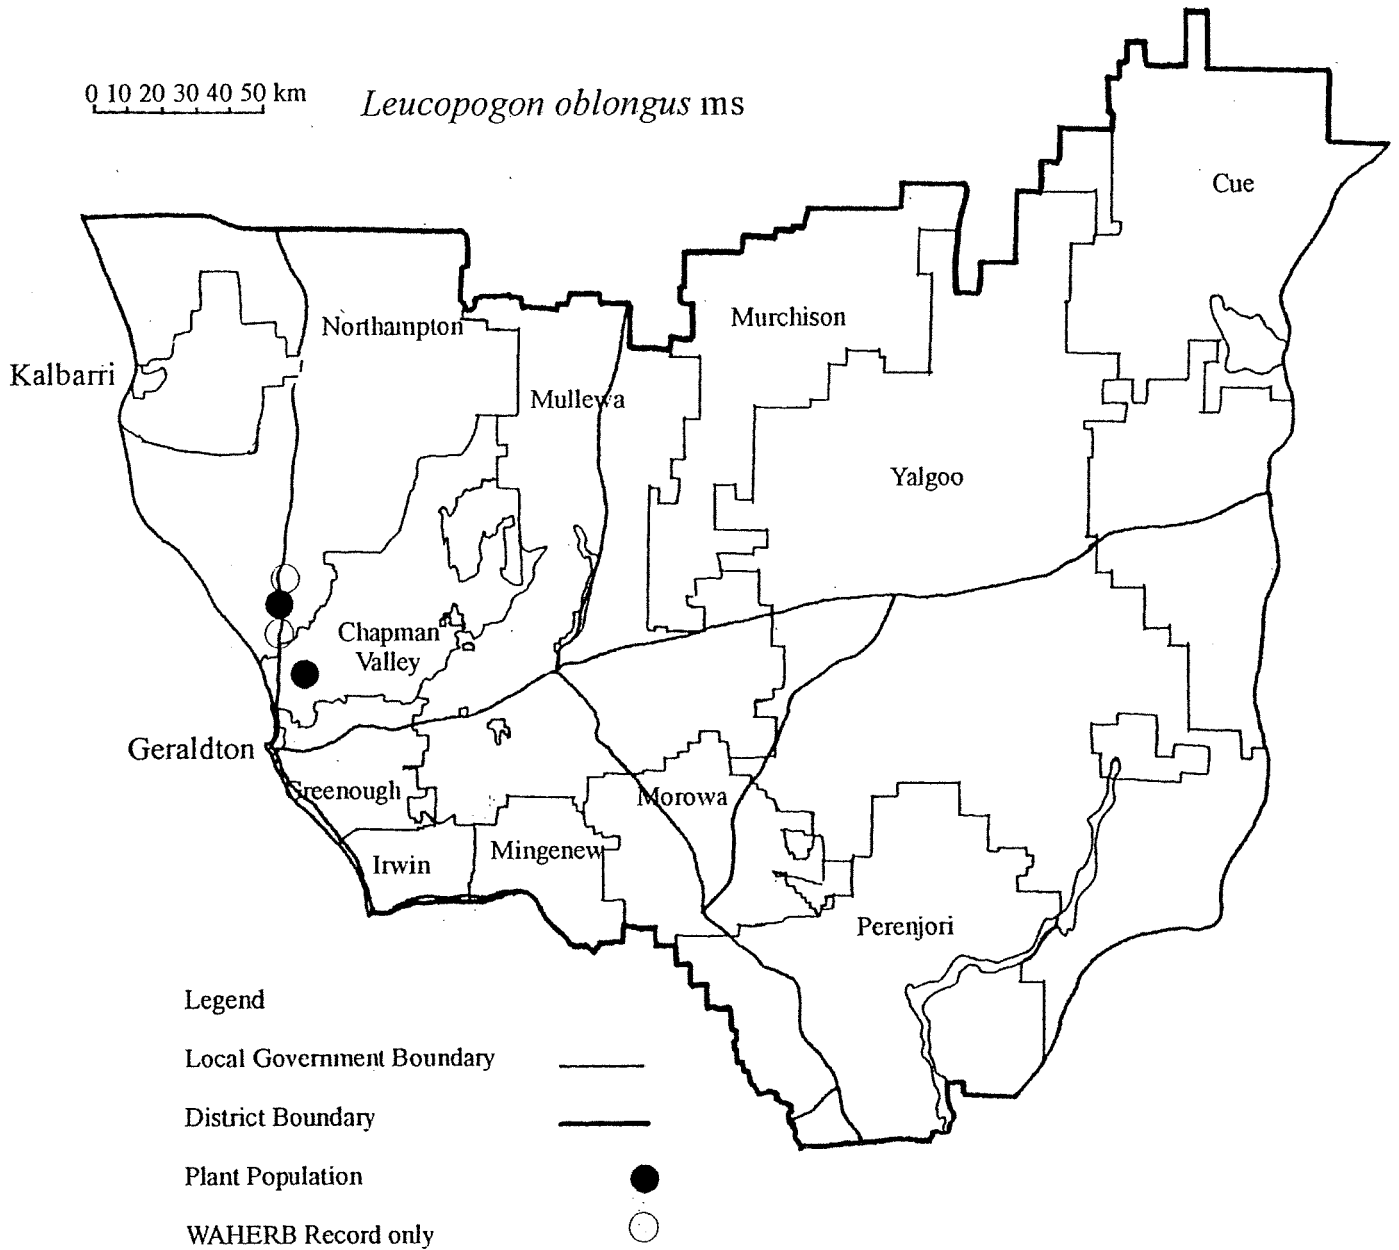 0 10 20 30 40 50 km
Leucopogon oblongus ms
Cue
Northampton
Murchison
Kalbarri
Mullewa
Yalgoo
Chapman
Valley
Geraldton
Greenough
Morowa
Irwin
Mingenew
Perenjori
Legend
Local Government Boundary
District Boundary
Plant Population
WAHERB Record only